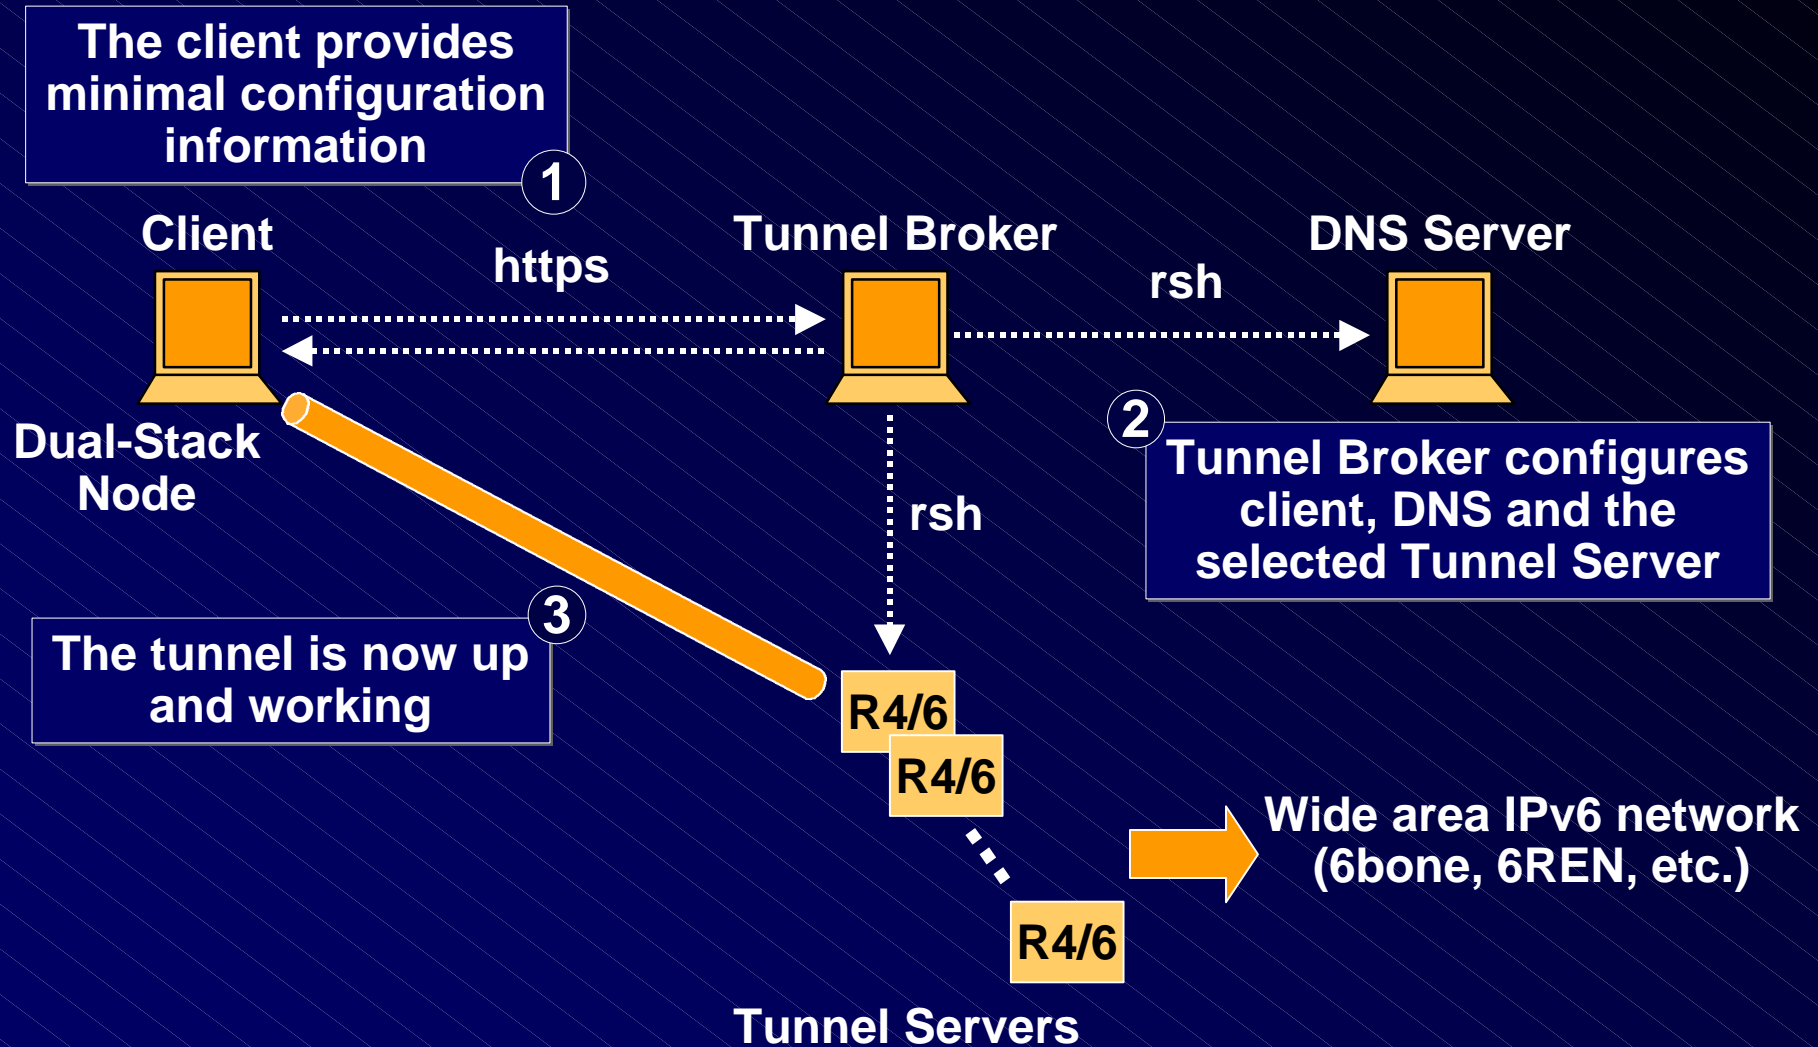 The client provides
minimal configuration
information
1
Client
https
Tunnel Broker
rsh
DNS Server
Dual-Stack
Node
2
Tunnel Broker configures
client, DNS and the
selected Tunnel Server
rsh
3
The tunnel is now up
and working
R4/6
R4/6
Wide area IPv6 network
(6bone, 6REN, etc.)
R4/6
Tunnel Servers